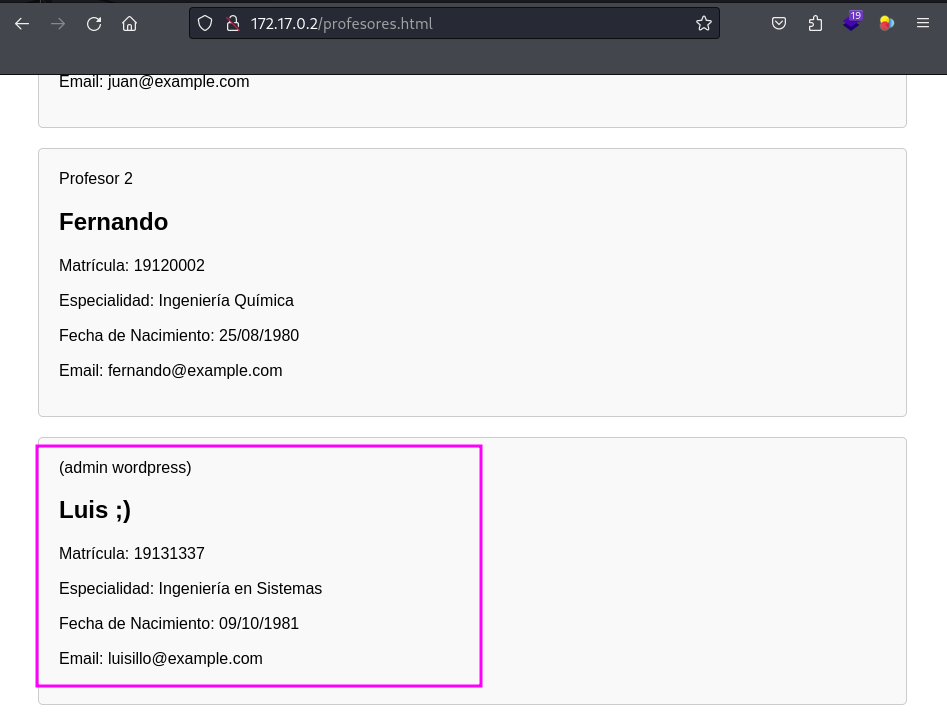 172.17.0.2/profesores.html
19
Email: juan@example.com
Profesor 2
Fernando
Matrícula: 19120002
Especialidad: Ingeniería Química
Fecha de Nacimiento: 25/08/1980
Email: fernando@example.com
(admin wordpress)
Luis ;)
Matrícula: 19131337
Especialidad: Ingeniería en Sistemas
Fecha de Nacimiento: 09/10/1981
Email: luisillo@example.com